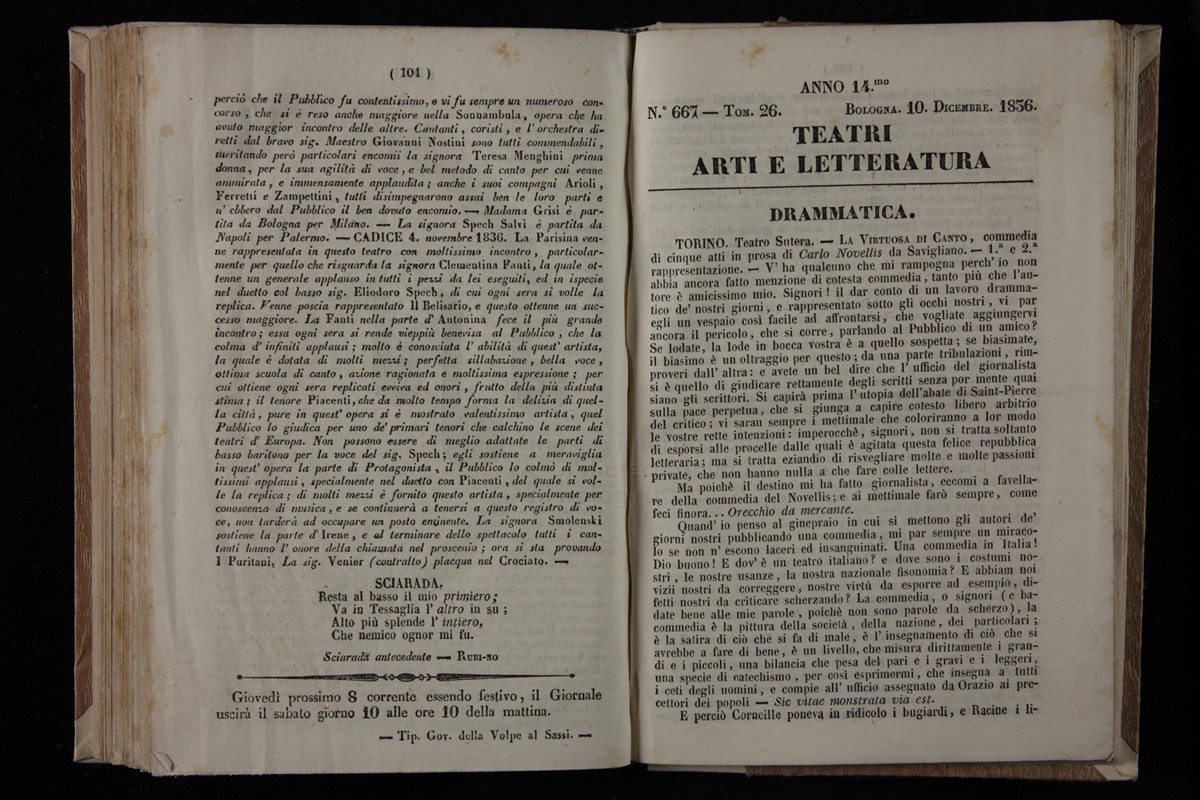 ( 101 )
perciò che il Pubblico fu contentissimo, e vi fu sempre un numeroso con-
corso , che si è reso anche maggiore nella Sonnambula, opera che ha
avuto maggior incontro delle altre. Cantanti, coristi , e l' orchestra di-
retti dal bravo sig. Maestro Giovanni Nostini sono tutti commendabili ,
meritando però particolari encomii la signora Teresa Menghini prima
donna, per la sua agilità di voce, e bel metodo di canto per cui venne
ammirata , e immensamente applaudita ; anche i suoi compagni Arioli ,
Ferretti e Zampettini , tutti disimpegnarono assai ben le loro parti e
n' ebbero dal Pubblico il ben dovuto encomio. — Madama Grisi è par-
tita da Bologna per Milano. — La signora Spech Salvi è partita da
Napoli per Palermo. — CADICE 4. novembre 1836. La Parisina ven-
ne rappresentata in questo teatro con moltissimo incontro , particolar-
mente per quello che risguarda la signora Clementina Fanti, la quale ot-
tenne un generale applauso in tutti i pezzi da lei eseguiti, ed in ispecie
nel duetto col basso sig. Eliodoro Spech, di cui ogni sera si volle la
replica. Venne poscia rappresentato Il Belisario, e questo ottenne un suc-
cesso maggiore. La Fanti nella parte d' Antonina fece il più grande
incontro ; essa ogni sera si rende vieppiù benevisa al Pubblico , che la
colma d' infiniti applausi ; molto è conosciuta l' abilità di quest' artista,
la quale è dotata di molti mezzi ; perfetta sillabazione , bella voce ,
ottima scuola di canto , azione ragionata e moltissima espressione ; per
cui ottiene ogni sera replicati evviva ed onori , frutto della più distinta
stima ; il tenore Piacenti, che da molto tempo forma la delizia di quel-
la città, pure in quest' opera si è mostrato valentissimo artista , quel
Pubblico lo giudica per uno de' primari tenori che calchino le scene dei
teatri d' Europa. Non possono essere di meglio adattate le parti di
basso baritono per la voce del sig. Spech ; egli sostiene a meraviglia
in quest' opera la parte di Protagonista , il Pubblico lo colmò di mol-
tissimi applausi , specialmente nel duetto con Piacenti , del quale si vol-
le la replica ; di molti mezzi è fornito questo artista , specialmente per
conoscenza di musica , e se continuerà a tenersi a questo registro di vo-
ce, non tarderà ad occupare un posto eminente. La signora Smolenski
sostiene la parte d' Irene , e al terminare dello spettacolo tutti i can-
tanti hanno l' onore della chiamata nel proscenio ; ora si sta provando
I Puritani, La sig. Venier (contralto) piacque nel Crociato. —
SCIARADA.
Resta al basso il mio primiero ;
Va in Tessaglia l' altro in su ;
Alto più splende l' intiero,
Che nemico ognor mi fu.
Sciarada antecedente — RUBI-NO
Giovedì prossimo 8 corrente essendo festivo, il Giornale
uscirà il sabato giorno 10 alle ore 10 della mattina.
— Tip. Gov. della Volpe al Sassi. —
ANNO 14.mo
N.° 667 — TOM. 26. BOLOGNA. 10. DICEMBRE. 1836.
TEATRI
ARTI E LETTERATURA
DRAMMATICA.
TORINO. Teatro Sutera. — LA VIRTUOSA DI CANTO, commedia
di cinque atti in prosa di Carlo Novellis da Savigliano. — 1.ª e 2.ª
rappresentazione. — V' ha qualcuno che mi rampogna perch' io non
abbia ancora fatto menzione di cotesta commedia , tanto più che l'au-
tore è amicissimo mio. Signori ! il dar conto di un lavoro dramma-
tico de' nostri giorni , e rappresentato sotto gli occhi nostri , vi par
egli un vespaio così facile ad affrontarsi, che vogliate aggiungervi
ancora il pericolo, che si corre, parlando al Pubblico di un amico?
Se lodate, la lode in bocca vostra è a quello sospetta ; se biasimate,
il biasimo è un oltraggio per questo ; da una parte tribulazioni , rim-
proveri dall' altra : e avete un bel dire che l' ufficio del giornalista
si è quello di giudicare rettamente degli scritti senza por mente quai
siano gli scrittori. Si capirà prima l' utopia dell'abate di Saint-Pierre
sulla pace perpetua, che si giunga a capire cotesto libero arbitrio
del critico ; vi saran sempre i mettimale che coloriranno a lor modo
le vostre rette intenzioni : imperocchè, signori, non si tratta soltanto
di esporsi alle procelle dalle quali è agitata questa felice repubblica
letteraria ; ma si tratta eziandio di risvegliare molte e molte passioni
private, che non hanno nulla a che fare colle lettere.
Ma poichè il destino mi ha fatto giornalista, eccomi a favella-
re della commedia del Novellis ; e ai mettimale farò sempre, come
feci finora... Orecchio da mercante.
Quand' io penso al ginepraio in cui si mettono gli autori de'
giorni nostri pubblicando una commedia, mi par sempre un miraco-
lo se non n' escono laceri ed insanguinati. Una commedia in Italia !
Dio buono ! E dov' è un teatro italiano ? e dove sono i costumi no-
stri , le nostre usanze, la nostra nazionale fisonomia ? E abbiam noi
vizii nostri da correggere, nostre virtù da esporre ad esempio, di-
fetti nostri da criticare scherzando ? La commedia, o signori ( e ba-
date bene alle mie parole, poichè non sono parole da scherzo), la
commedia è la pittura della società , della nazione, dei particolari ;
è la satira di ciò che si fa di male, è l' insegnamento di ciò che si
avrebbe a fare di bene, è un livello, che misura dirittamente i gran-
di e i piccoli, una bilancia che pesa del pari e i gravi e i leggeri,
una specie di catechismo , per così esprimermi, che insegna a tutti
i ceti degli uomini, e compie all' ufficio assegnato da Orazio ai pre-
cettori dei popoli — Sic vitae monstrata via est.
E perciò Corneille poneva in ridicolo i bugiardi, e Racine i li-